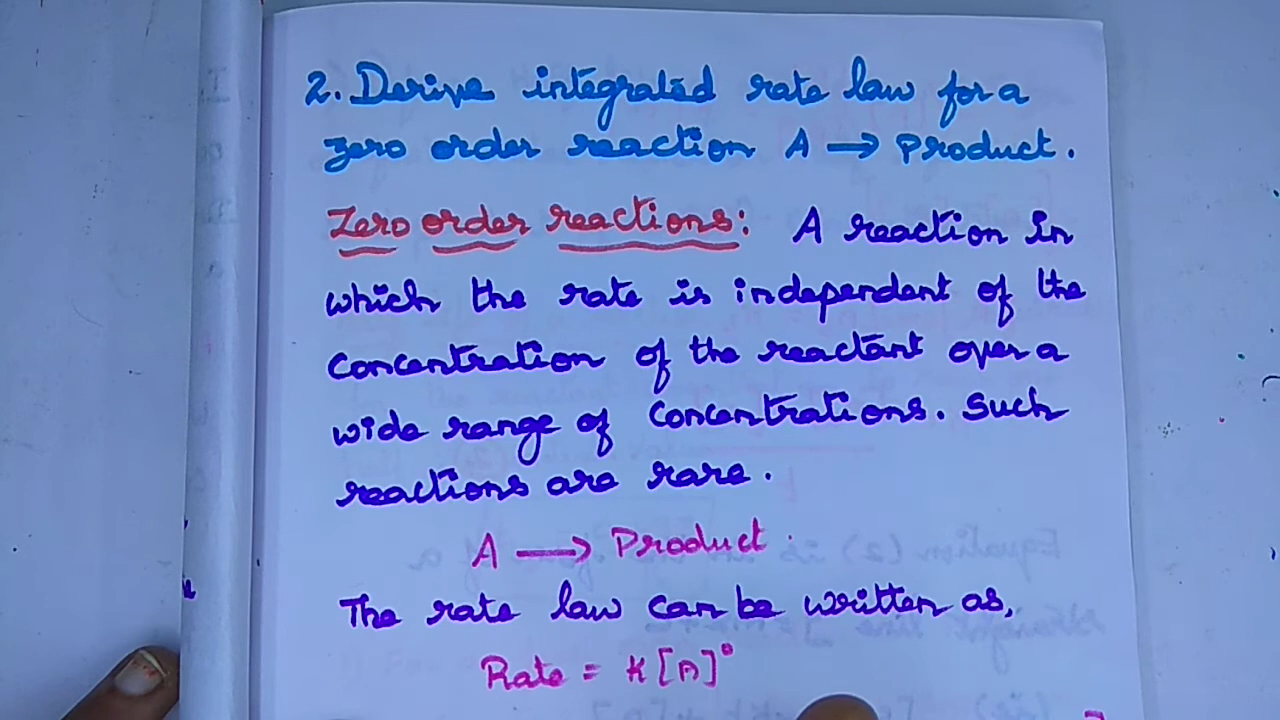 2. Derive integrated rate law for a
zero order reaction A → Product.
Zero order reactions: A reaction in
which the rate is independent of the
concentration of the reactant over a
wide range of concentrations. Such
reactions are rare.
A → Product.
The rate law can be written as,
Rate = K[A]°